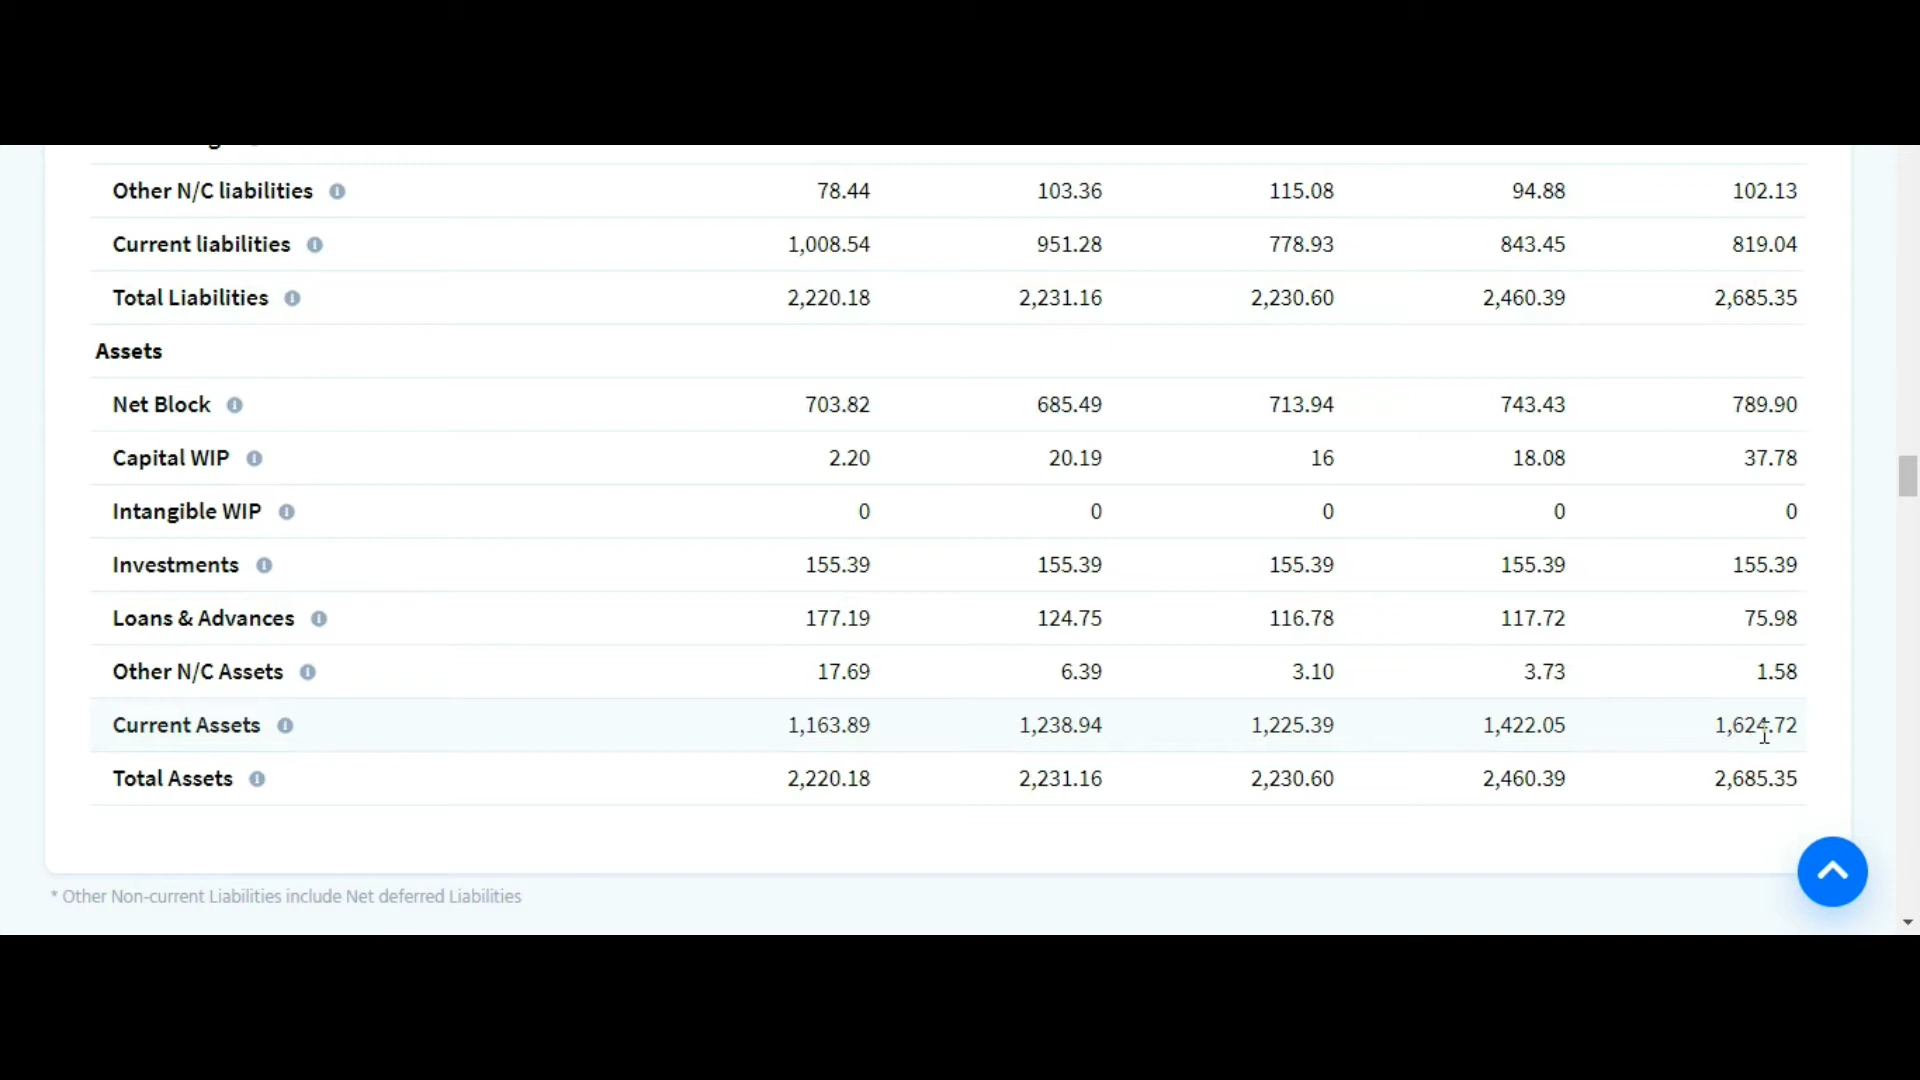 Other N/C liabilities 78.44 103.36 115.08 94.88 102.13
Current liabilities 1,008.54 951.28 778.93 843.45 819.04
Total Liabilities 2,220.18 2,231.16 2,230.60 2,460.39 2,685.35
Assets
Net Block 703.82 685.49 713.94 743.43 789.90
Capital WIP 2.20 20.19 16 18.08 37.78
Intangible WIP 0 0 0 0 0
Investments 155.39 155.39 155.39 155.39 155.39
Loans & Advances 177.19 124.75 116.78 117.72 75.98
Other N/C Assets 17.69 6.39 3.10 3.73 1.58
Current Assets 1,163.89 1,238.94 1,225.39 1,422.05 1,624.72
Total Assets 2,220.18 2,231.16 2,230.60 2,460.39 2,685.35
* Other Non-current Liabilities include Net deferred Liabilities